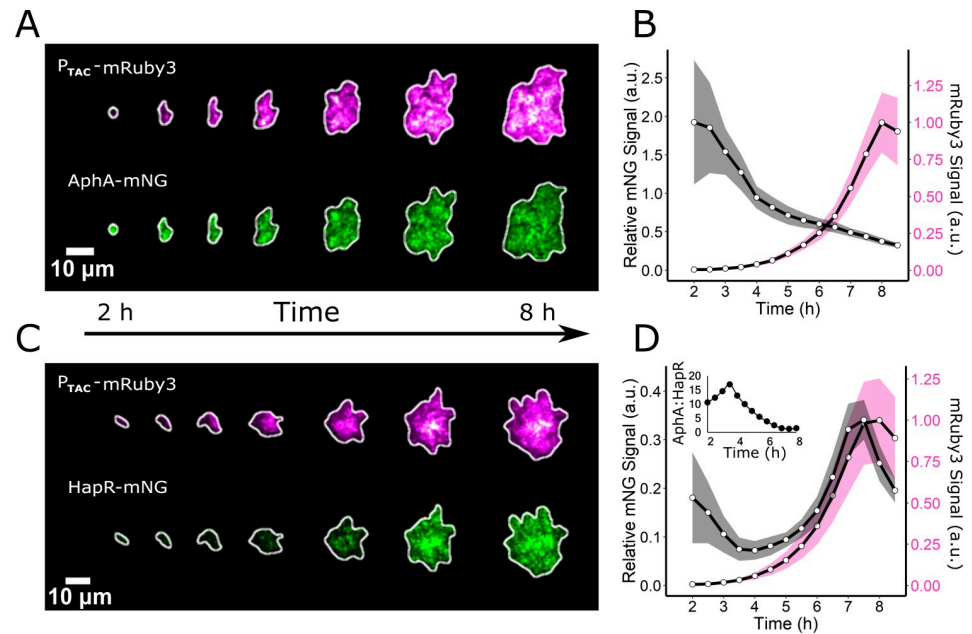 A
P_TAC-mRuby3
AphA-mNG
10 µm
B
Relative mNG Signal (a.u.)
2.5
2.0
1.5
1.0
0.5
0.0
2 3 4 5 6 7 8
Time (h)
1.25
1.00
0.75
0.50
0.25
0.00
mRuby3 Signal (a.u.)
2 h Time 8 h
C
P_TAC-mRuby3
HapR-mNG
10 µm
D
Relative mNG Signal (a.u.)
0.4
0.3
0.2
0.1
0.0
AphA:HapR
20
15
10
5
0
2 4 6 8
Time (h)
2 3 4 5 6 7 8
Time (h)
1.25
1.00
0.75
0.50
0.25
0.00
mRuby3 Signal (a.u.)